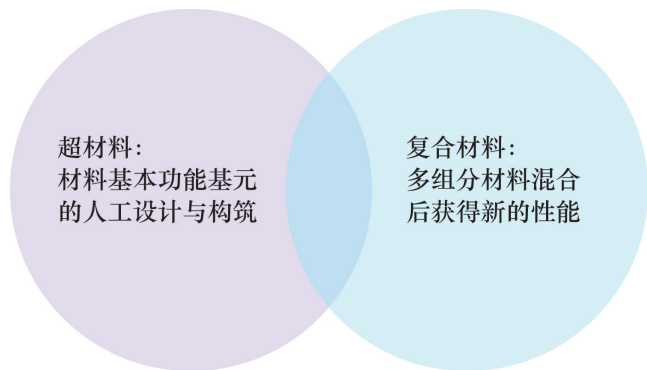 超材料：
材料基本功能基元
的人工设计与构筑
复合材料：
多组分材料混合
后获得新的性能